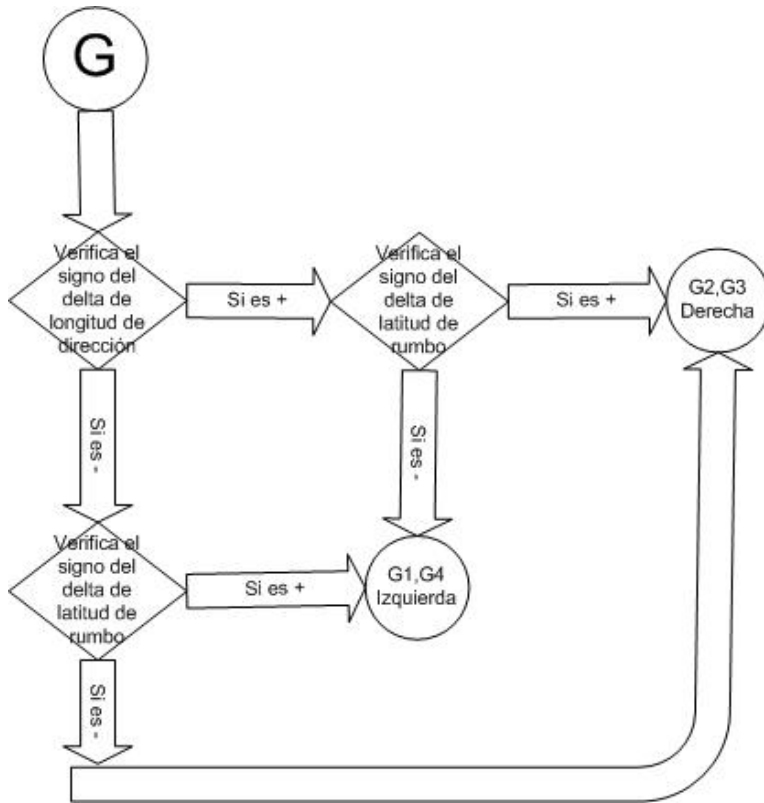 G
Verifica el
signo del
delta de
longitud de
dirección
Si es +
Verifica el
signo del
delta de
latitud de
rumbo
Si es +
G2,G3
Derecha
Si es -
Si es -
Verifica el
signo del
delta de
latitud de
rumbo
Si es +
G1,G4
Izquierda
Si es -